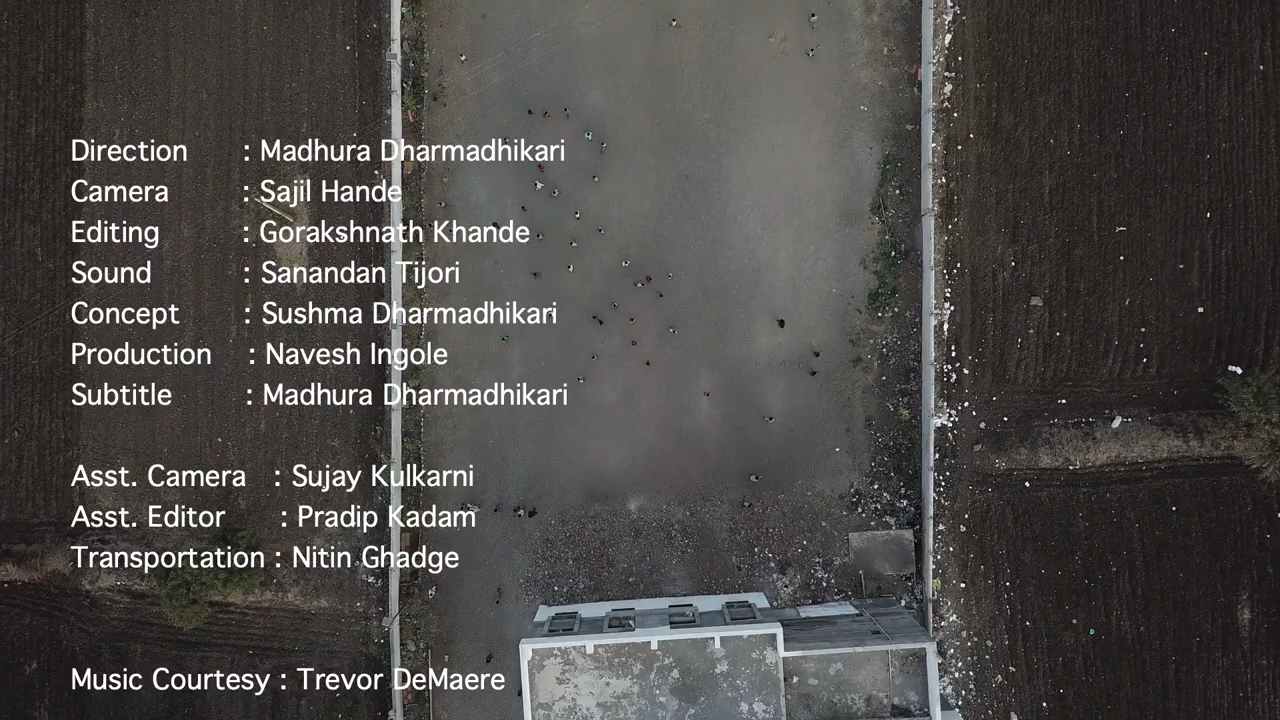 Direction : Madhura Dharmadhikari
Camera : Sajil Hande
Editing : Gorakshnath Khande
Sound : Sanandan Tijori
Concept : Sushma Dharmadhikari
Production : Navesh Ingole
Subtitle : Madhura Dharmadhikari
Asst. Camera : Sujay Kulkarni
Asst. Editor : Pradip Kadam
Transportation : Nitin Ghadge
Music Courtesy : Trevor DeMaere